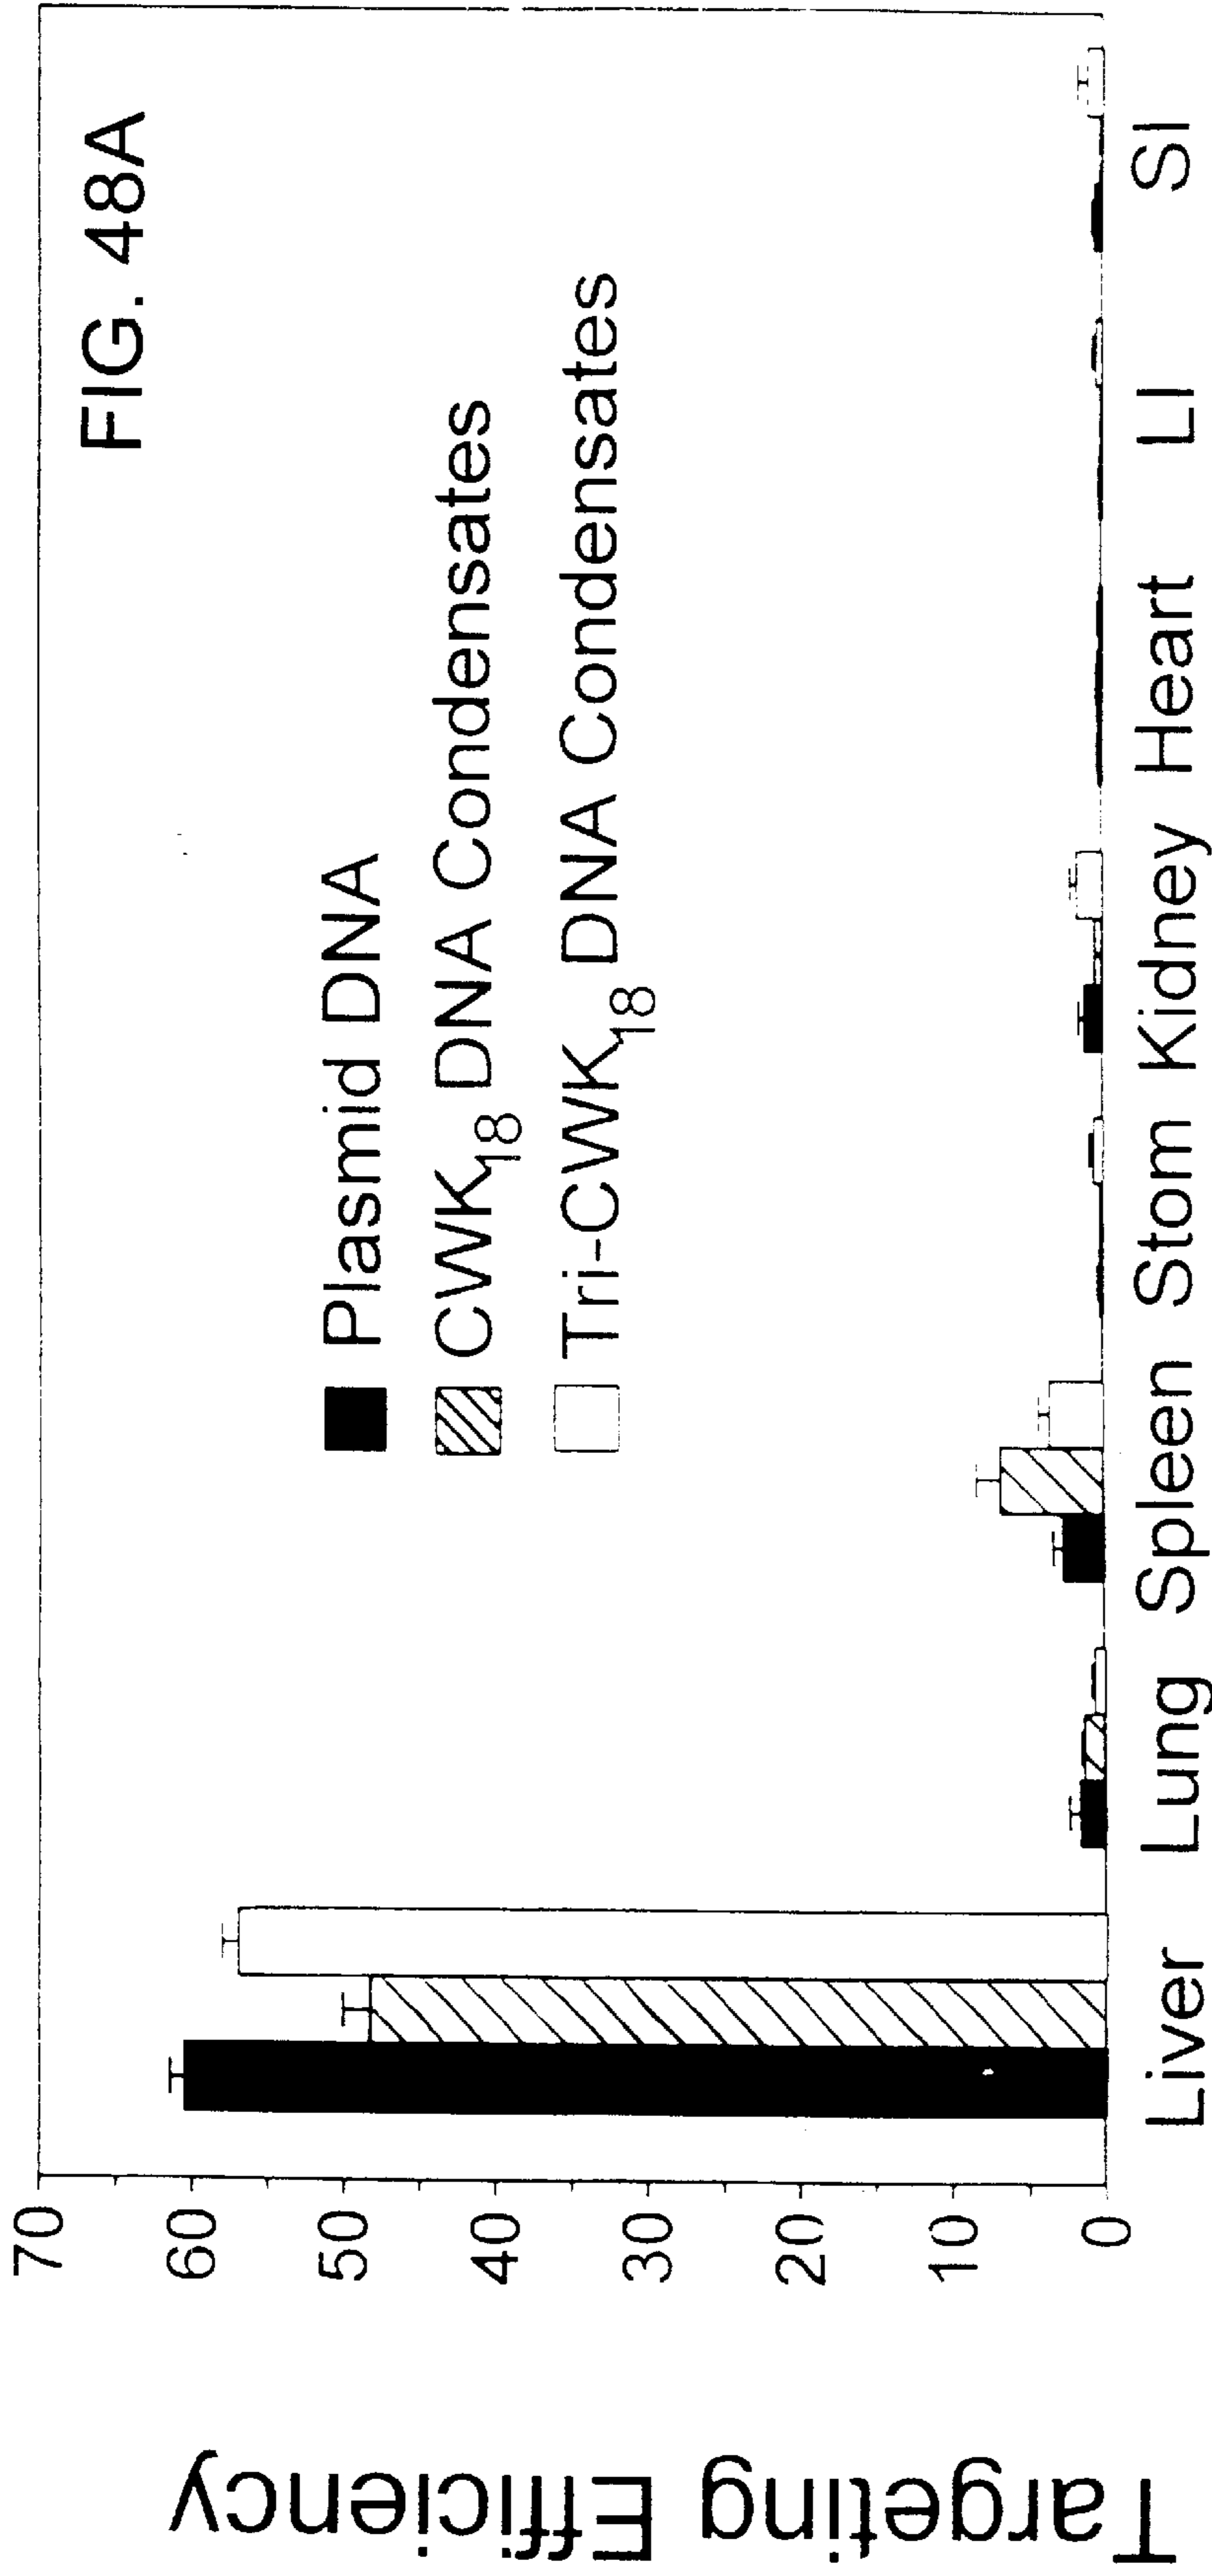 FIG. 48A
Plasmid DNA
CWK18 DNA Condensates
Tri-CWK18 DNA Condensates
Targeting Efficiency
70
60
50
40
30
20
10
0
Liver Lung Spleen Stom Kidney Heart LI SI